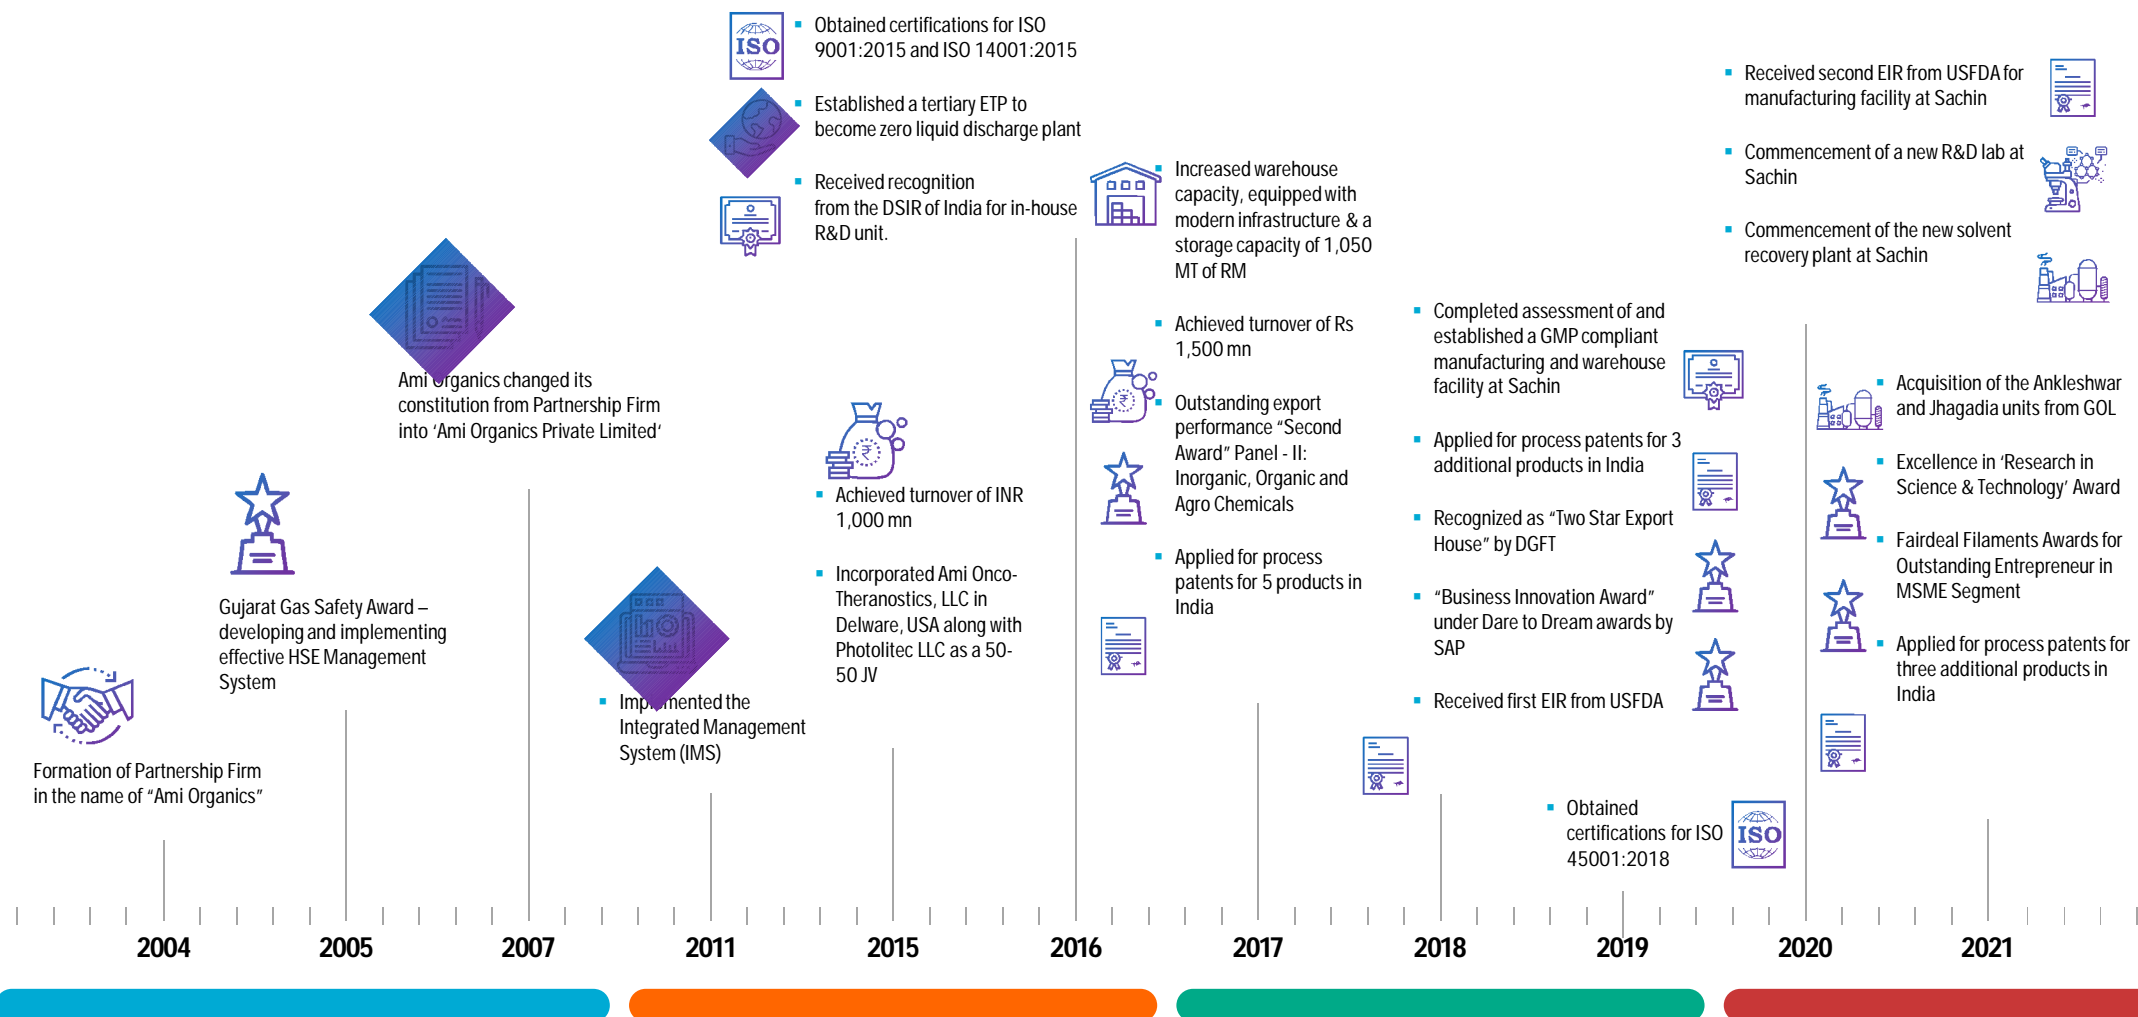 Formation of Partnership Firm
in the name of “Ami Organics”
Gujarat Gas Safety Award –
developing and implementing
effective HSE Management
System
Ami Organics changed its
constitution from Partnership Firm
into ‘Ami Organics Private Limited’
Implemented the
Integrated Management
System (IMS)
Achieved turnover of INR
1,000 mn
Incorporated Ami Onco-
Theranostics, LLC in
Delware, USA along with
Photolitec LLC as a 50-
50 JV
ISO
Obtained certifications for ISO
9001:2015 and ISO 14001:2015
Established a tertiary ETP to
become zero liquid discharge plant
Received recognition
from the DSIR of India for in-house
R&D unit.
Increased warehouse
capacity, equipped with
modern infrastructure & a
storage capacity of 1,050
MT of RM
Achieved turnover of Rs
1,500 mn
Outstanding export
performance “Second
Award” Panel - II:
Inorganic, Organic and
Agro Chemicals
Applied for process
patents for 5 products in
India
Completed assessment of and
established a GMP compliant
manufacturing and warehouse
facility at Sachin
Applied for process patents for 3
additional products in India
Recognized as “Two Star Export
House” by DGFT
“Business Innovation Award”
under Dare to Dream awards by
SAP
Received first EIR from USFDA
Obtained
certifications for ISO
45001:2018
ISO
Received second EIR from USFDA for
manufacturing facility at Sachin
Commencement of a new R&D lab at
Sachin
Commencement of the new solvent
recovery plant at Sachin
Acquisition of the Ankleshwar
and Jhagadia units from GOL
Excellence in ‘Research in
Science & Technology’ Award
Fairdeal Filaments Awards for
Outstanding Entrepreneur in
MSME Segment
Applied for process patents for
three additional products in
India
2004
2005
2007
2011
2015
2016
2017
2018
2019
2020
2021